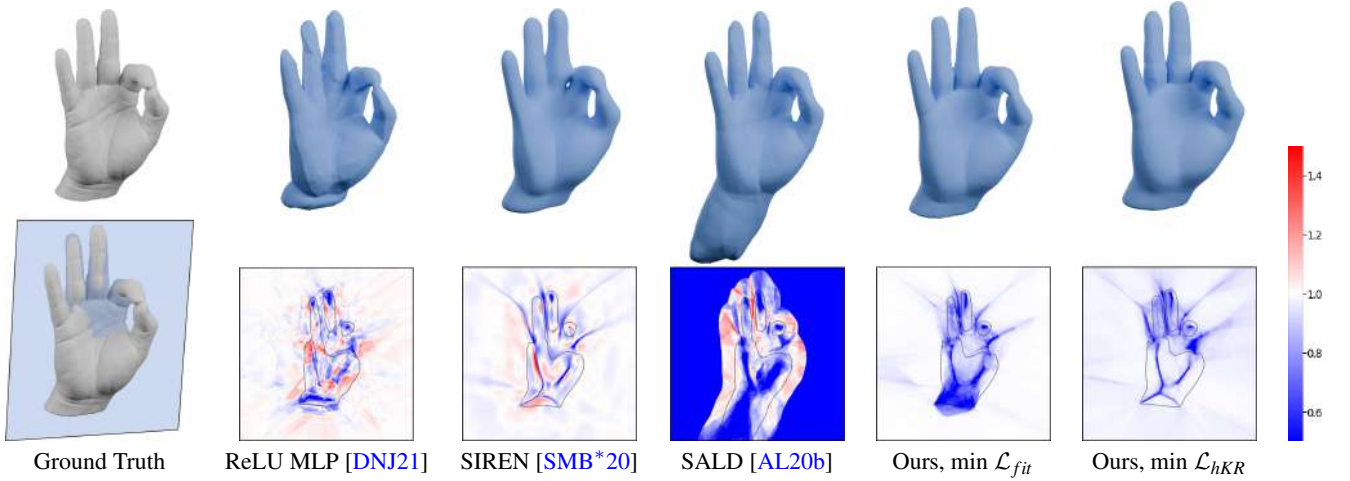 1.4
1.2
1.0
0.8
0.6
Ground Truth
ReLU MLP [DNJ21]
SIREN [SMB*20]
SALD [AL20b]
Ours, min ℒ_fit
Ours, min ℒ_hKR